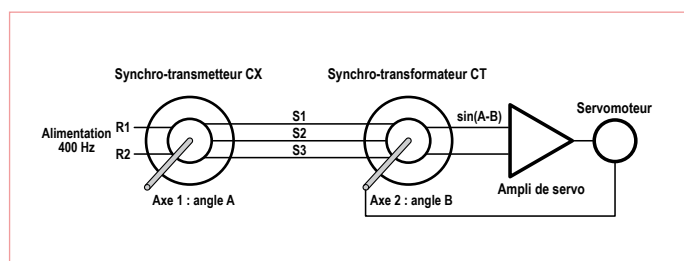 Synchro-transmetteur CX
Synchro-transformateur CT
Servomoteur
Alimentation
400 Hz
R1
R2
S1
S2
S3
sin(A-B)
Ampli de servo
Axe 1 : angle A
Axe 2 : angle B